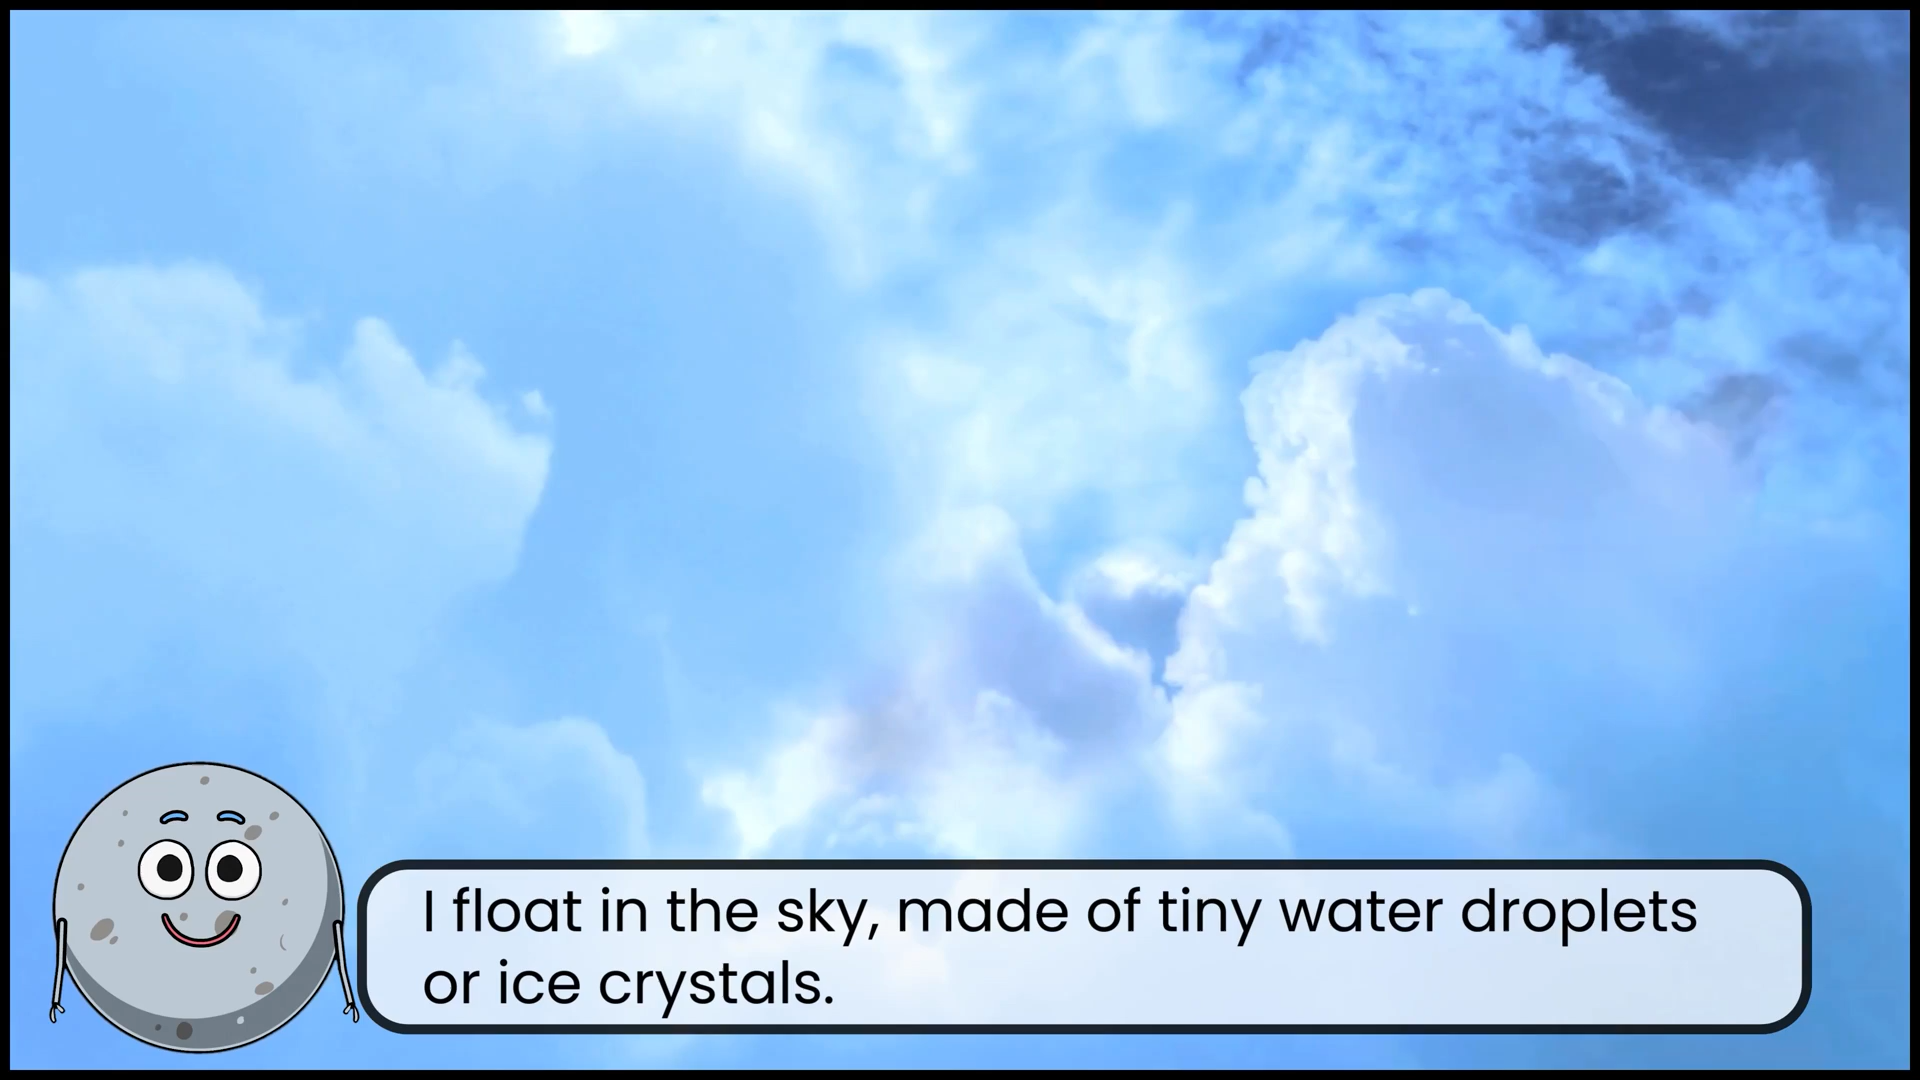 I float in the sky, made of tiny water droplets
or ice crystals.